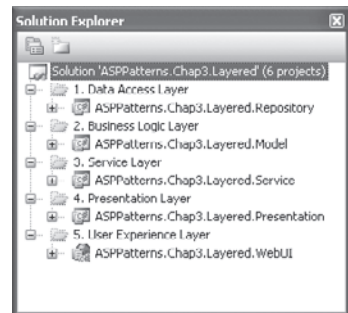 Solution Explorer
Solution 'ASPPatterns.Chap3.Layered' (6 projects)
1. Data Access Layer
ASPPatterns.Chap3.Layered.Repository
2. Business Logic Layer
ASPPatterns.Chap3.Layered.Model
3. Service Layer
ASPPatterns.Chap3.Layered.Service
4. Presentation Layer
ASPPatterns.Chap3.Layered.Presentation
5. User Experience Layer
ASPPatterns.Chap3.Layered.WebUI